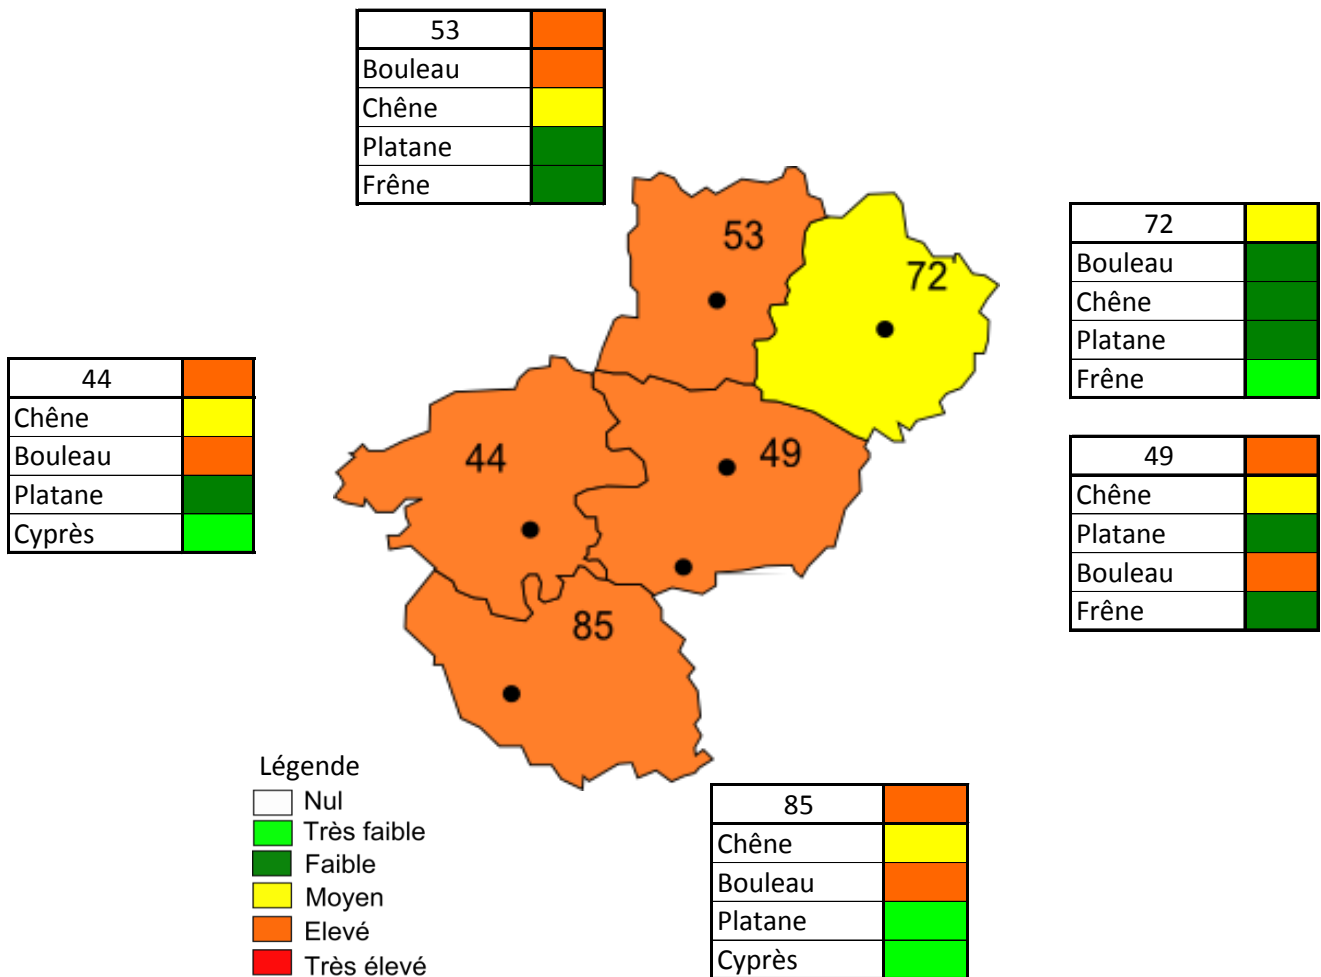 53
Bouleau
Chêne
Platane
Frêne
53
72
72
Bouleau
Chêne
Platane
Frêne
44
Chêne
Bouleau
Platane
Cyprès
44
49
49
Chêne
Platane
Bouleau
Frêne
85
Légende
Nul
Très faible
Faible
Moyen
Elevé
Très élevé
85
Chêne
Bouleau
Platane
Cyprès